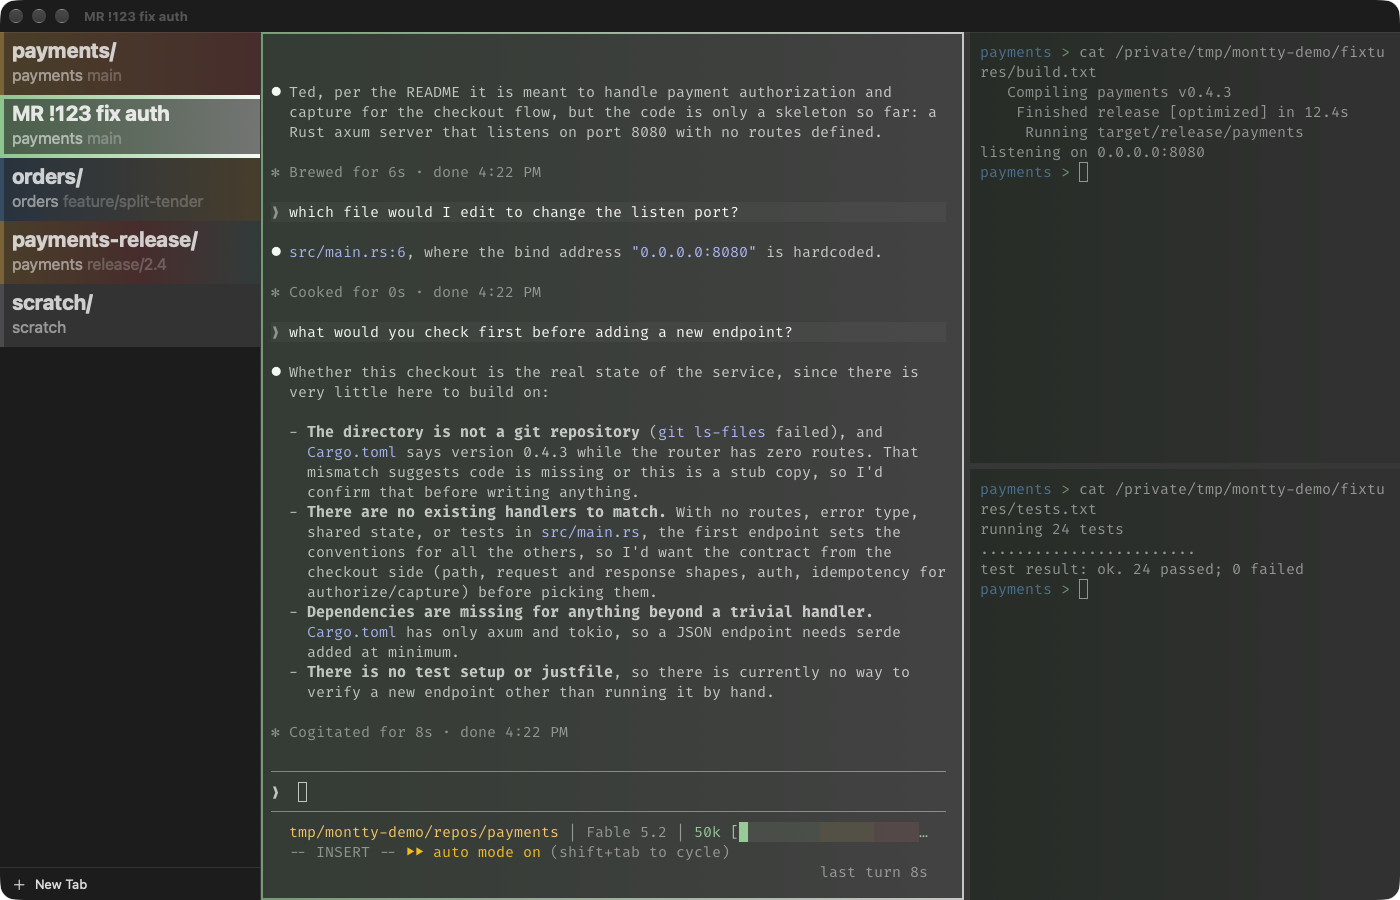 MR !123 fix auth
payments/
payments main
MR !123 fix auth
payments main
orders/
orders feature/split-tender
payments-release/
payments release/2.4
scratch/
scratch
+ New Tab
● Ted, per the README it is meant to handle payment authorization and
capture for the checkout flow, but the code is only a skeleton so far: a
Rust axum server that listens on port 8080 with no routes defined.
✻ Brewed for 6s · done 4:22 PM
❯ which file would I edit to change the listen port?
● src/main.rs:6, where the bind address "0.0.0.0:8080" is hardcoded.
✻ Cooked for 0s · done 4:22 PM
❯ what would you check first before adding a new endpoint?
● Whether this checkout is the real state of the service, since there is
very little here to build on:
- The directory is not a git repository (git ls-files failed), and
Cargo.toml says version 0.4.3 while the router has zero routes. That
mismatch suggests code is missing or this is a stub copy, so I'd
confirm that before writing anything.
- There are no existing handlers to match. With no routes, error type,
shared state, or tests in src/main.rs, the first endpoint sets the
conventions for all the others, so I'd want the contract from the
checkout side (path, request and response shapes, auth, idempotency for
authorize/capture) before picking them.
- Dependencies are missing for anything beyond a trivial handler.
Cargo.toml has only axum and tokio, so a JSON endpoint needs serde
added at minimum.
- There is no test setup or justfile, so there is currently no way to
verify a new endpoint other than running it by hand.
✻ Cogitated for 8s · done 4:22 PM
❯
tmp/montty-demo/repos/payments | Fable 5.2 | 50k [ …
-- INSERT -- ⏵⏵ auto mode on (shift+tab to cycle)
last turn 8s
payments > cat /private/tmp/montty-demo/fixtu
res/build.txt
Compiling payments v0.4.3
Finished release [optimized] in 12.4s
Running target/release/payments
listening on 0.0.0.0:8080
payments >
payments > cat /private/tmp/montty-demo/fixtu
res/tests.txt
running 24 tests
........................
test result: ok. 24 passed; 0 failed
payments >